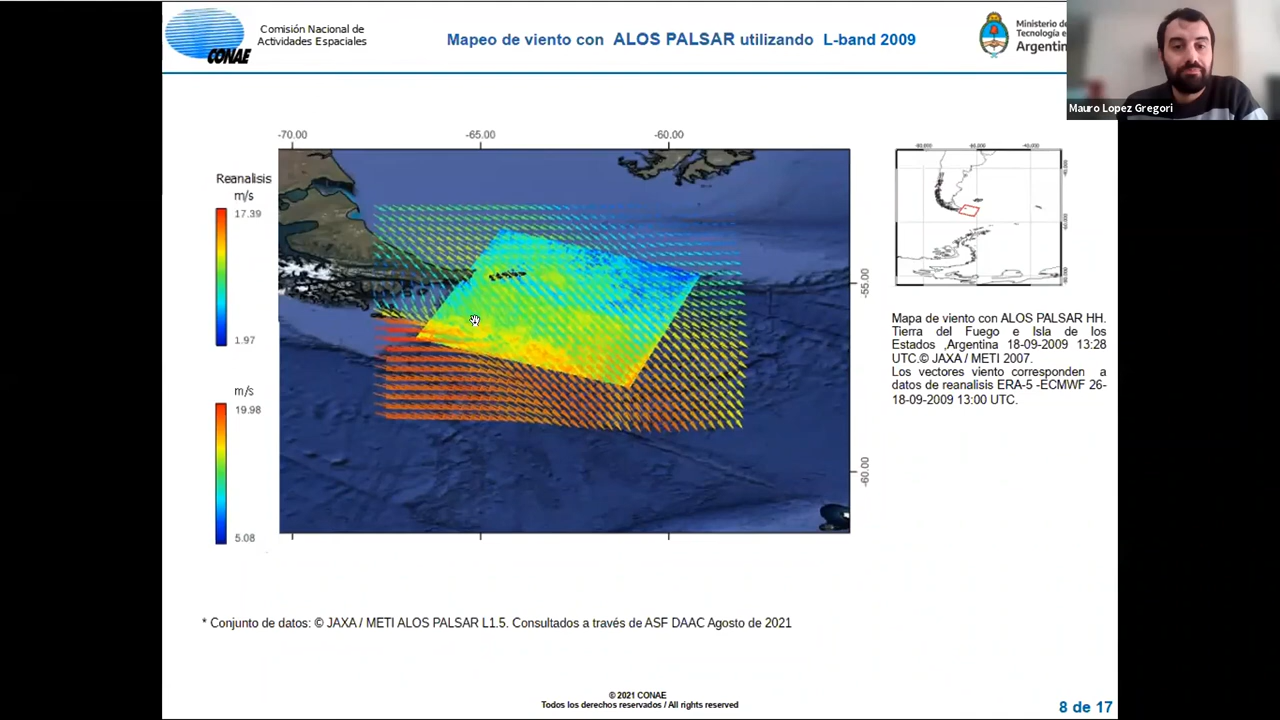 CONAE
Comisión Nacional de
Actividades Espaciales
Mapeo de viento con ALOS PALSAR utilizando L-band 2009
Ministerio de
Tecnología e
Argentina
Mauro Lopez Gregori
-70.00
-65.00
-60.00
Reanalisis
m/s
17.39
1.97
m/s
19.98
5.08
-55.00
-60.00
Mapa de viento con ALOS PALSAR HH.
Tierra del Fuego e Isla de los
Estados ,Argentina 18-09-2009 13:28
UTC.© JAXA / METI 2007.
Los vectores viento corresponden a
datos de reanalisis ERA-5 -ECMWF 26-
18-09-2009 13:00 UTC.
* Conjunto de datos: © JAXA / METI ALOS PALSAR L1.5. Consultados a través de ASF DAAC Agosto de 2021
© 2021 CONAE
Todos los derechos reservados / All rights reserved
8 de 17